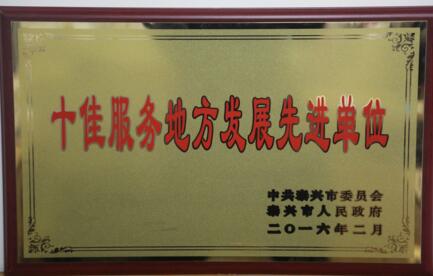 十佳服务地方发展先进单位
中共泰兴市委员会
泰兴市人民政府
二〇一六年二月